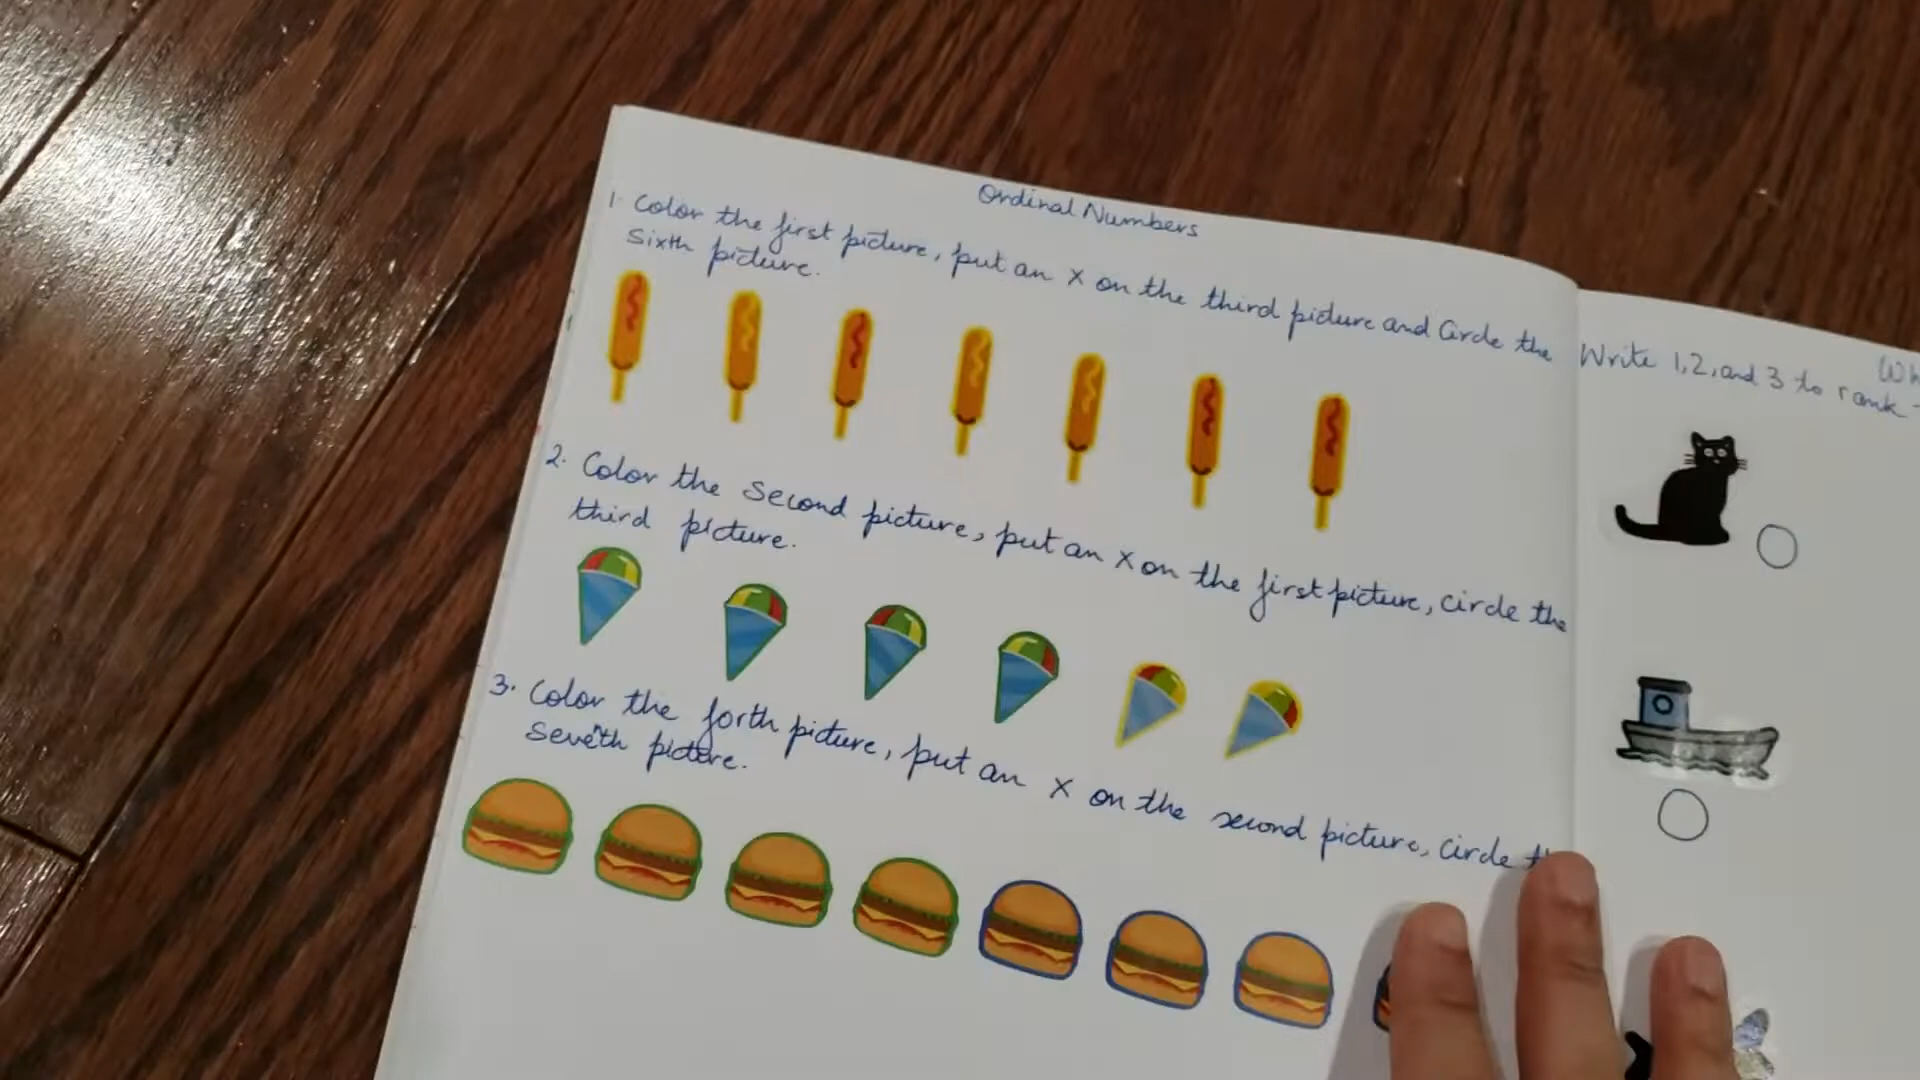 Ordinal Numbers
1. Color the first picture, put an x on the third picture and Circle the
Sixth picture.
2. Color the Second picture, put an x on the first picture, circle the
third picture.
3. Color the forth picture, put an x on the second picture, circle
Seveth picture.
Write 1,2, and 3 to rank